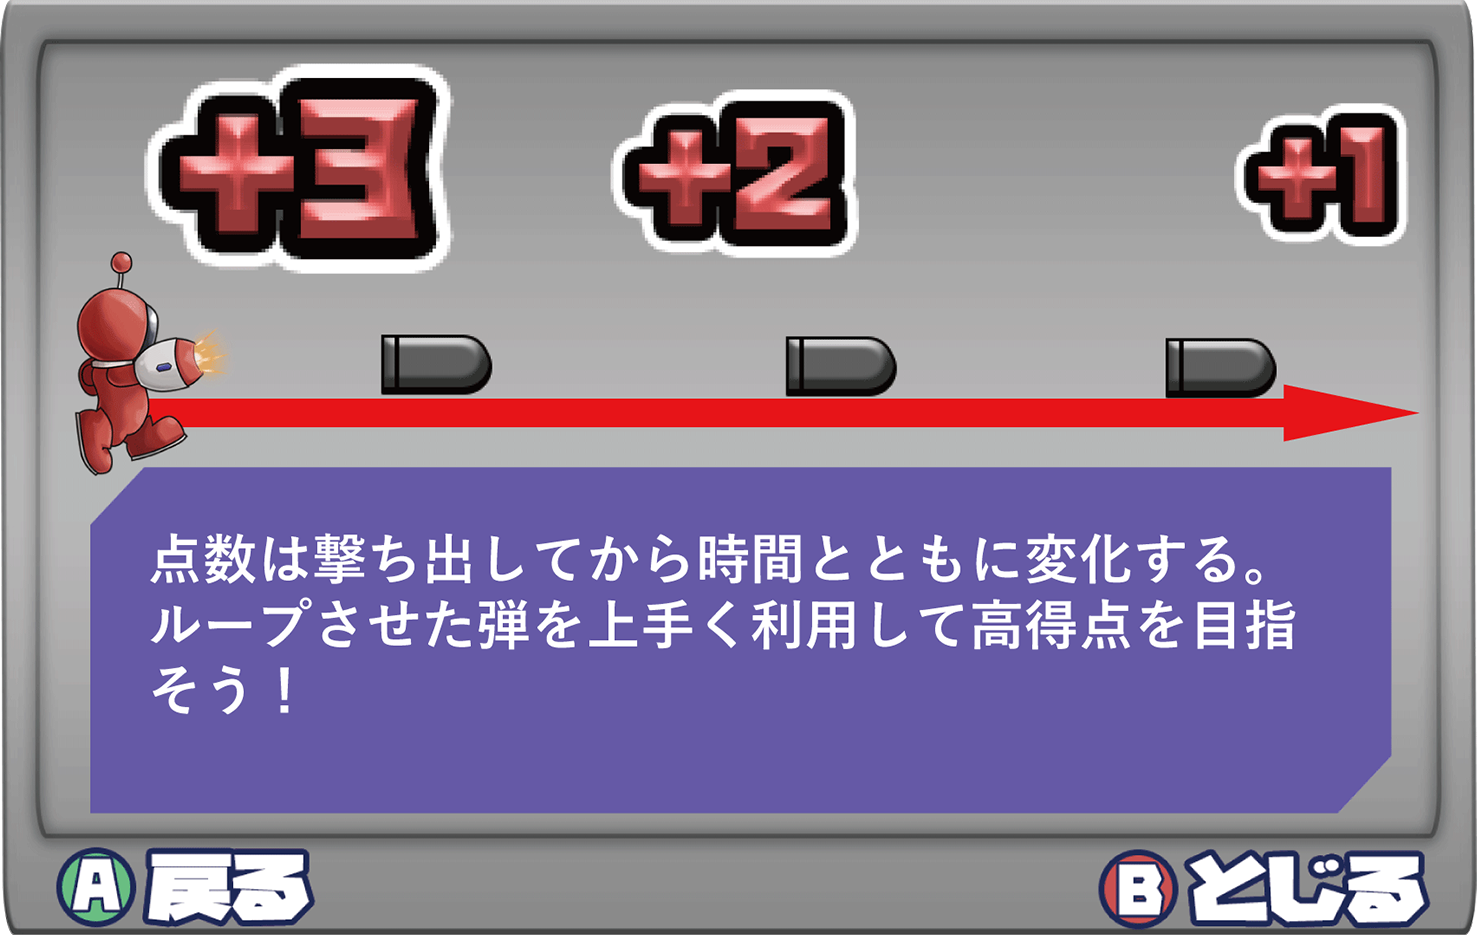 +3 +2 +1
点数は撃ち出してから時間とともに変化する。
ループさせた弾を上手く利用して高得点を目指
そう！
A 戻る B とじる